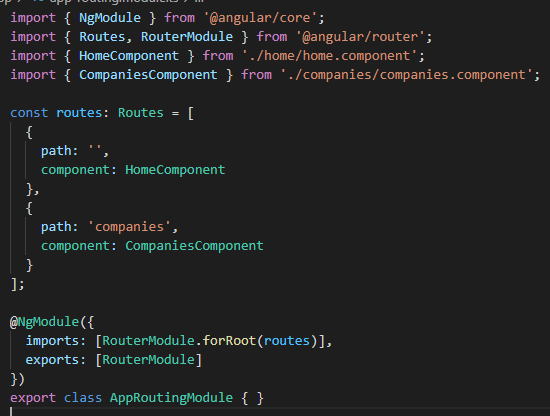 import { NgModule } from '@angular/core';
import { Routes, RouterModule } from '@angular/router';
import { HomeComponent } from './home/home.component';
import { CompaniesComponent } from './companies/companies.component';

const routes: Routes = [
  {
    path: '',
    component: HomeComponent
  },
  {
    path: 'companies',
    component: CompaniesComponent
  }
];

@NgModule({
  imports: [RouterModule.forRoot(routes)],
  exports: [RouterModule]
})
export class AppRoutingModule { }